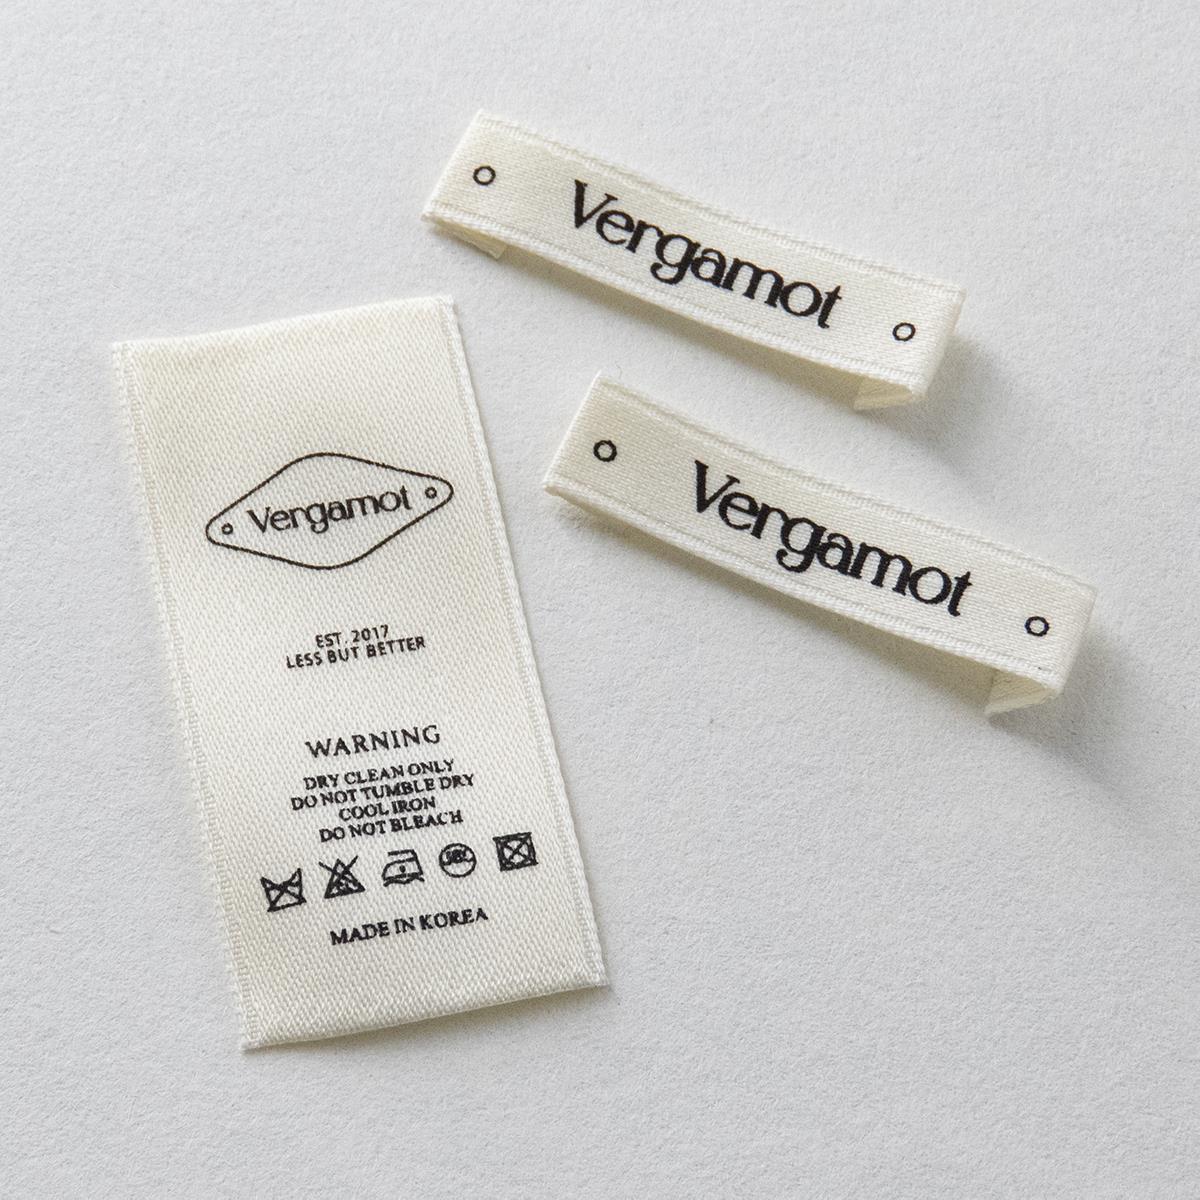 Vergamot
Vergamot
Vergamot
EST. 2017
LESS BUT BETTER
WARNING
DRY CLEAN ONLY
DO NOT TUMBLE DRY
COOL IRON
DO NOT BLEACH
MADE IN KOREA